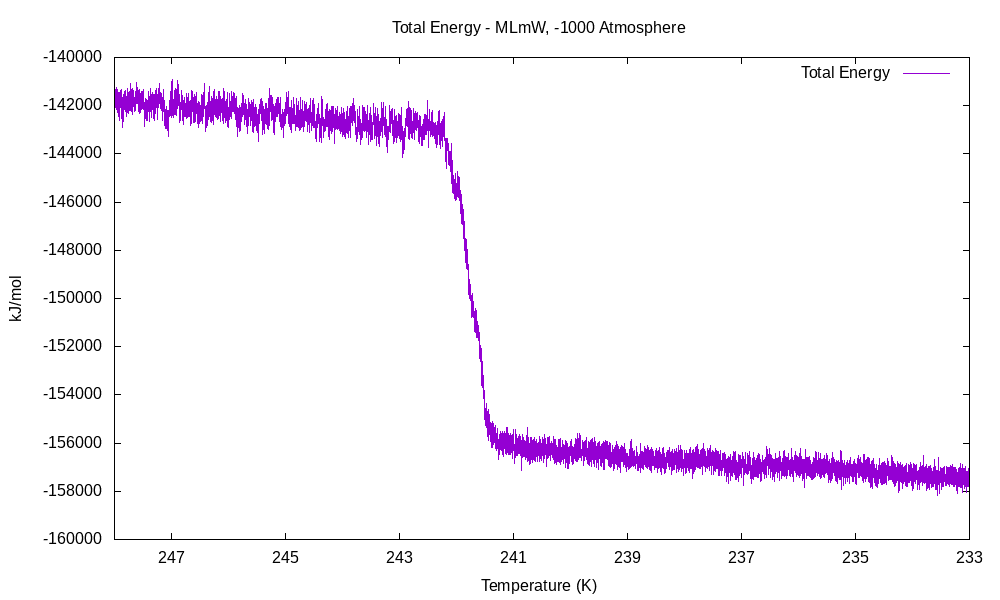 Total Energy - MLmW, -1000 Atmosphere
Total Energy
-140000
-142000
-144000
-146000
-148000
-150000
-152000
-154000
-156000
-158000
-160000
kJ/mol
247 245 243 241 239 237 235 233
Temperature (K)